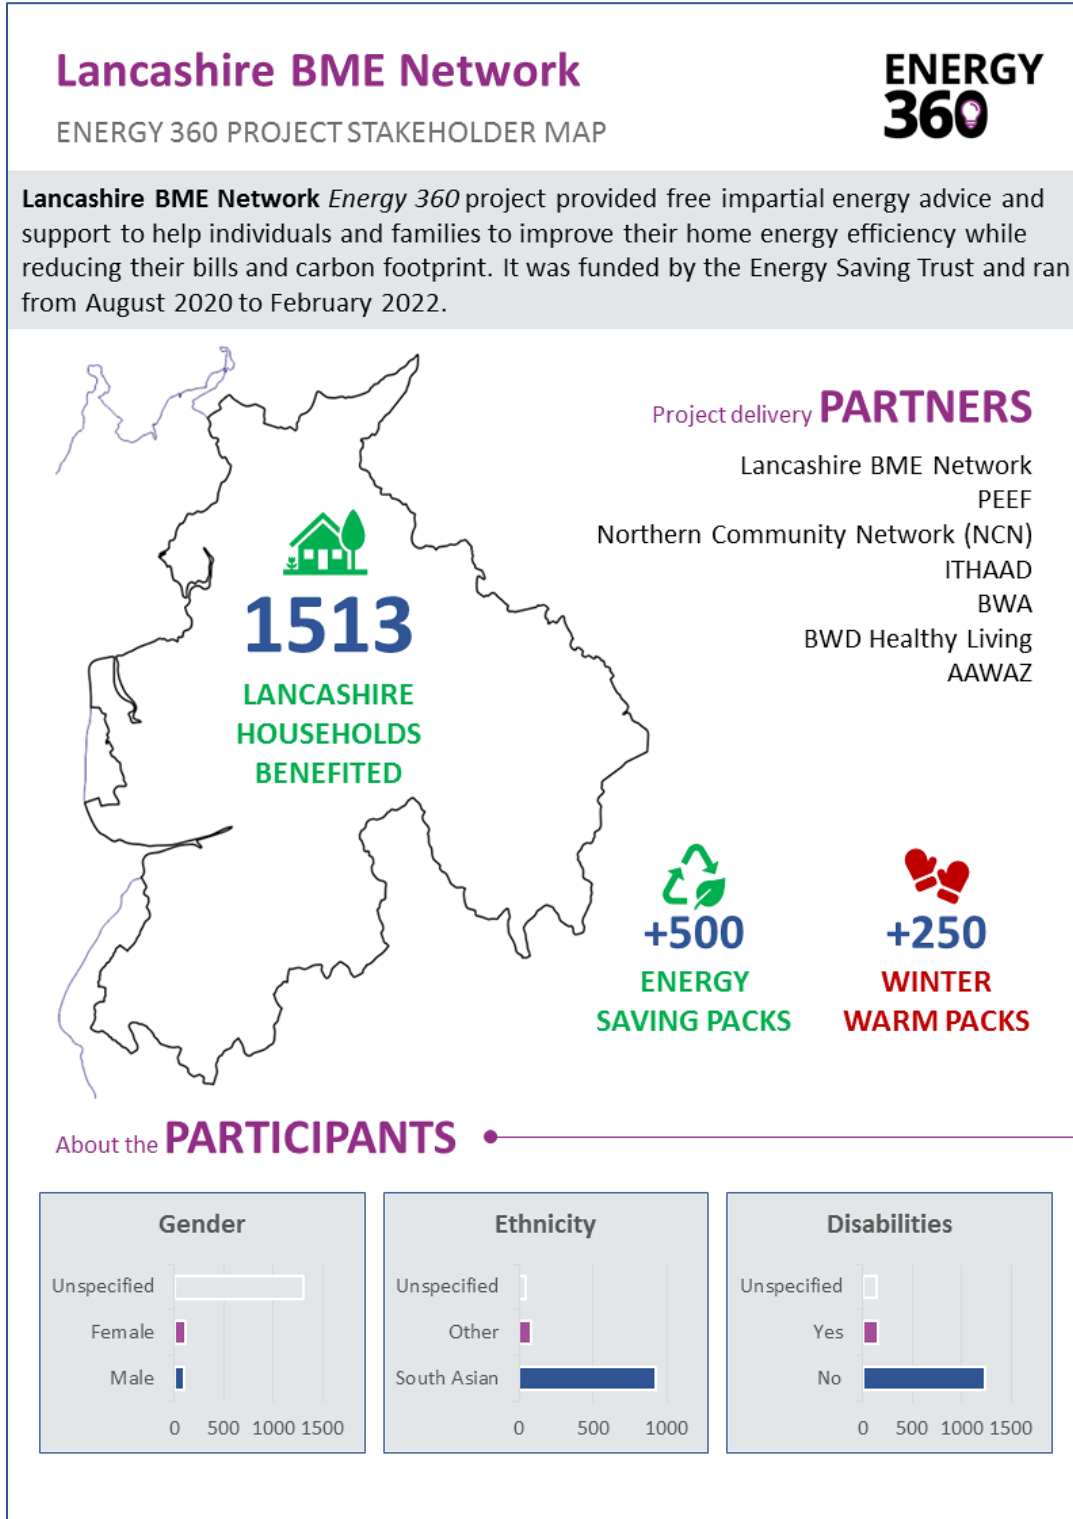 Lancashire BME Network
ENERGY 360 PROJECT STAKEHOLDER MAP
ENERGY
360
Lancashire BME Network Energy 360 project provided free impartial energy advice and
support to help individuals and families to improve their home energy efficiency while
reducing their bills and carbon footprint. It was funded by the Energy Saving Trust and ran
from August 2020 to February 2022.
Project delivery PARTNERS
Lancashire BME Network
PEEF
Northern Community Network (NCN)
ITHAAD
BWA
BWD Healthy Living
AAWAZ
1513
LANCASHIRE
HOUSEHOLDS
BENEFITED
+500
ENERGY
SAVING PACKS
+250
WINTER
WARM PACKS
About the PARTICIPANTS
Gender
Unspecified
Female
Male
0 500 1000 1500
Ethnicity
Unspecified
Other
South Asian
0 500 1000
Disabilities
Unspecified
Yes
No
0 500 1000 1500